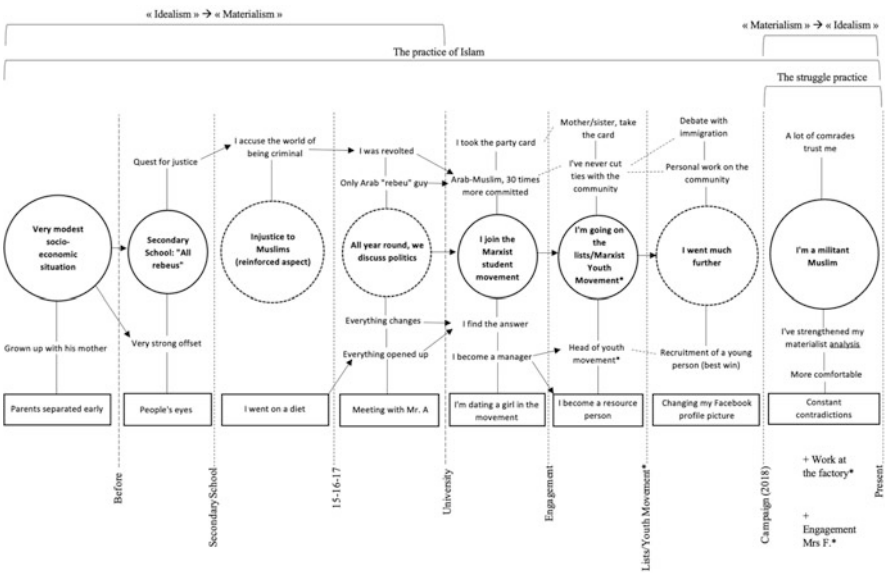 « Idealism » → « Materialism »
« Materialism » → « Idealism »
The practice of Islam
The struggle practice
Mother/sister, take
the card
Debate with
immigration
A lot of comrades
trust me
I accuse the world of
being criminal
I took the party card
Quest for justice
I was revolted
I've never cut
ties with the
community
Personal work on the
community
Only Arab "rebeu" guy
Arab-Muslim, 30 times
more committed
Very modest
socio-
economic
situation
Secondary
School: "All
rebeus"
Injustice to
Muslims
(reinforced aspect)
All year round, we
discuss politics
I join the
Marxist
student
movement
I'm going on
the
lists/Marxist
Youth
Movement*
I went much
further
I'm a militant
Muslim
Grown up with his mother
Very strong offset
Everything changes
Everything opened up
I find the answer
I become a manager
Head of youth
movement*
Recruitment of a young
person (best win)
I've strengthened my
materialist analysis
More comfortable
Parents separated early
People's eyes
I went on a diet
Meeting with Mr. A
I'm dating a girl in the
movement
I become a resource
person
Changing my Facebook
profile picture
Constant
contradictions
+ Work at
the factory*
+
Engagement
Mrs F.*
Before
Secondary School
15-16-17
University
Engagement
Lists/Youth Movement*
Campaign (2018)
Present